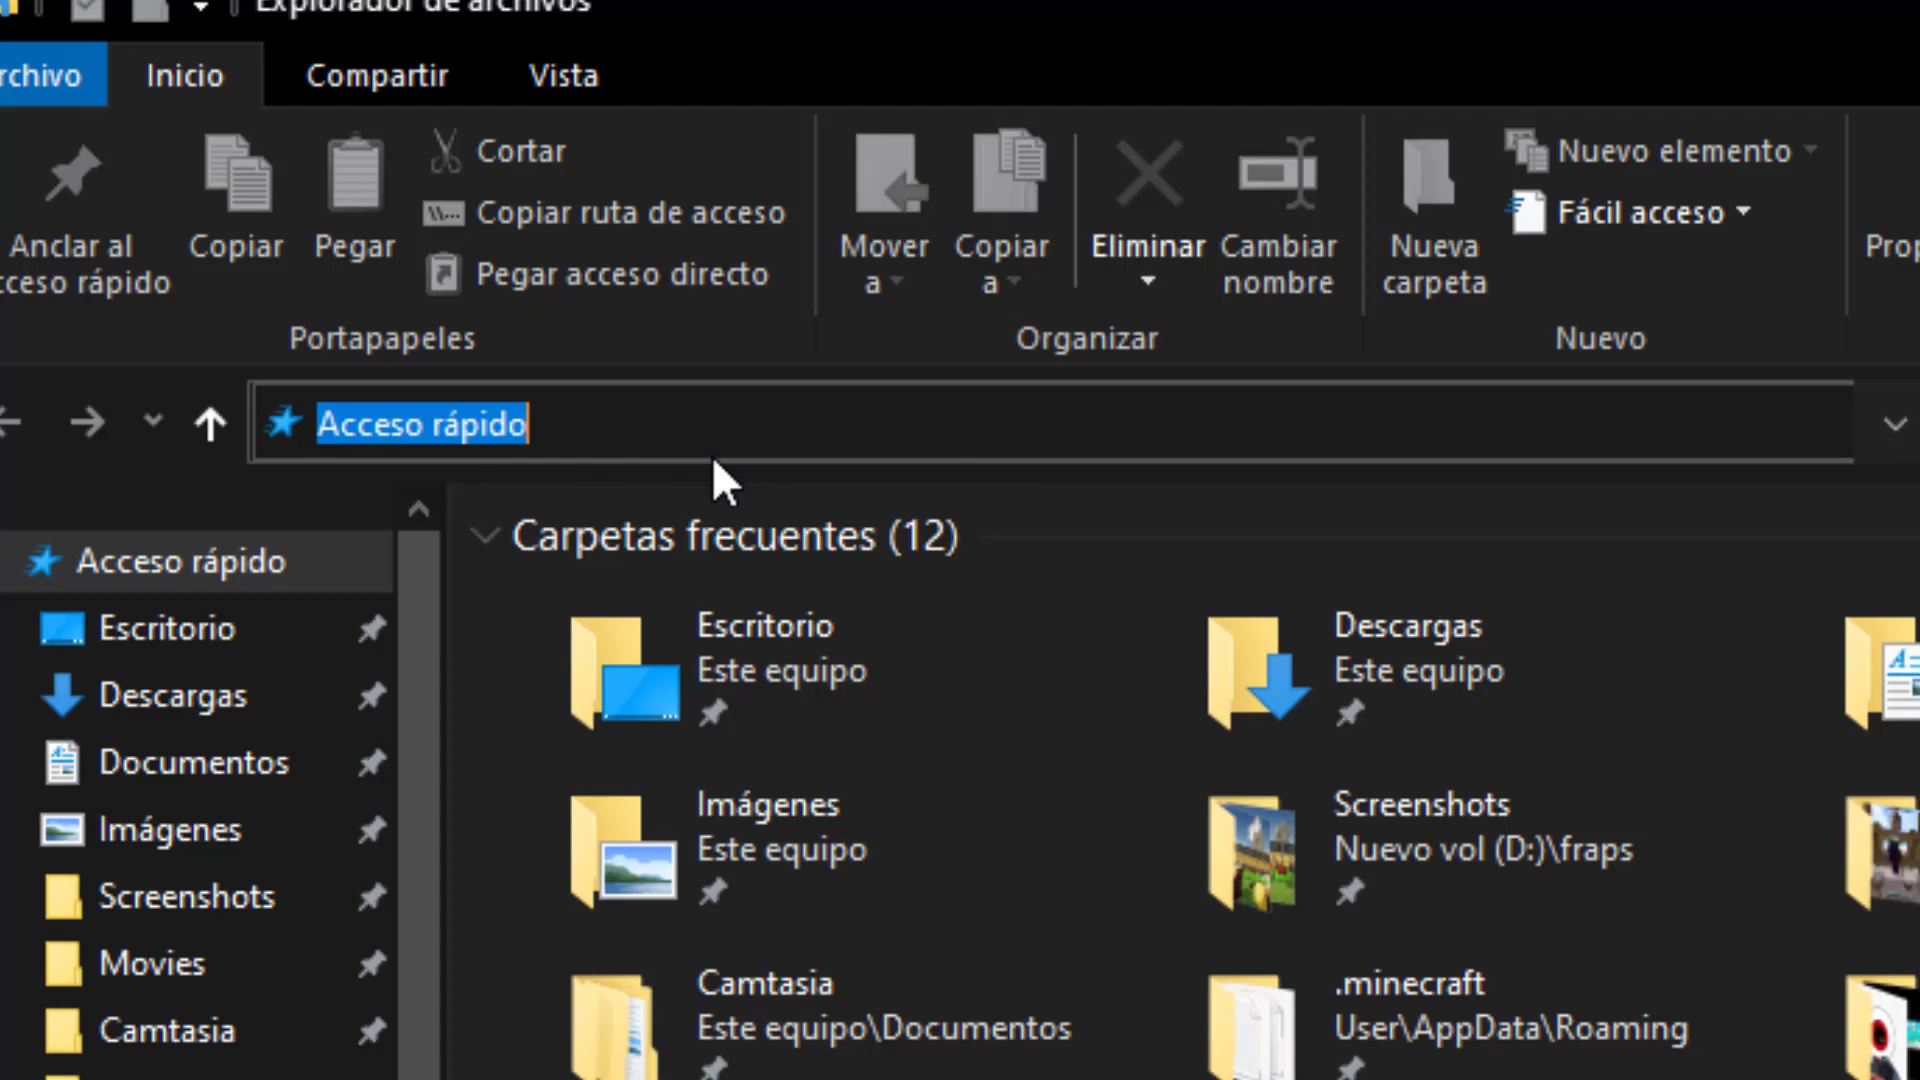 Explorador de archivos
rchivo
Inicio
Compartir
Vista
Anclar al
cceso rápido
Copiar
Pegar
Cortar
Copiar ruta de acceso
Pegar acceso directo
Portapapeles
Mover
a
Copiar
a
Eliminar
Cambiar
nombre
Organizar
Nueva
carpeta
Nuevo elemento
Fácil acceso
Nuevo
Prop
Acceso rápido
Acceso rápido
Escritorio
Descargas
Documentos
Imágenes
Screenshots
Movies
Camtasia
Carpetas frecuentes (12)
Escritorio
Este equipo
Descargas
Este equipo
Imágenes
Este equipo
Screenshots
Nuevo vol (D:)\fraps
Camtasia
Este equipo\Documentos
.minecraft
User\AppData\Roaming